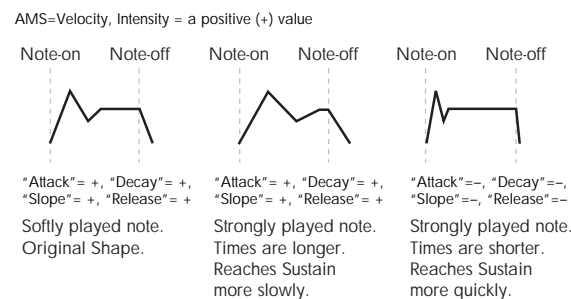 AMS=Velocity, Intensity = a positive (+) value
Note-on Note-off Note-on Note-off Note-on Note-off
“Attack”= +, “Decay”= +,
“Slope”= +, “Release”= +
Softly played note.
Original Shape.
“Attack”= +, “Decay”= +,
“Slope”= +, “Release”= +
Strongly played note.
Times are longer.
Reaches Sustain
more slowly.
“Attack”=–, “Decay”=–,
“Slope”=–, “Release”=–
Strongly played note.
Times are shorter.
Reaches Sustain
more quickly.